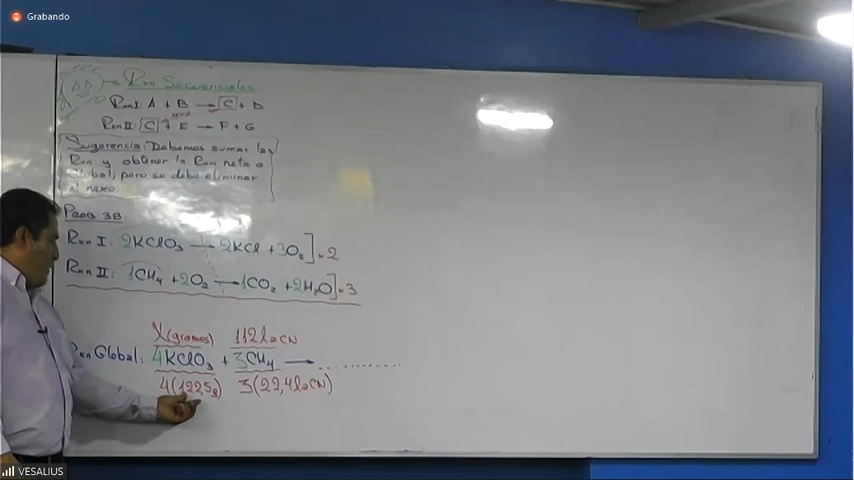 Grabando
Rxn Secuenciales
Rxn I: A + B → C + D
Rxn II: C + E → F + G
Sugerencia: Debemos sumar las
Rxn y obtener la Rxn neta o
global, pero se debe eliminar
el nexo.
Prob 38
Rxn I: 2KClO₃ → 2KCl + 3O₂] × 2
Rxn II: 1CH₄ + 2O₂ → 1CO₂ + 2H₂O] × 3
X(gramos) 112 l a CN
Rxn Global: 4KClO₃ + 3CH₄ → ..............
4(122,5g) 3(22,4 l a CN)
VESALIUS